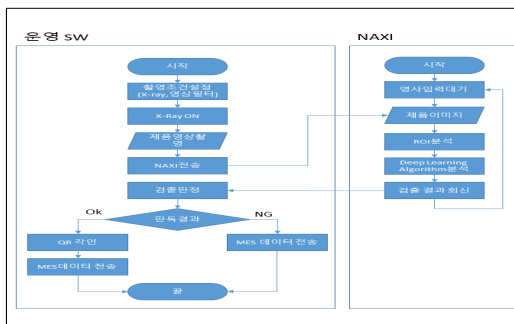 운영 SW
시작
촬영조건설정
(X-ray, 영상필터)
X-Ray ON
제품영상촬
영
NAXI전송
검출판정
Ok
판독결과
NG
QR 각인
MES 데이터 전송
MES데이터 전송
끝
NAXI
시작
영사입력대기
제품이미지
ROI분석
Deep Learning
Algorithm분석
검출 결과 회신